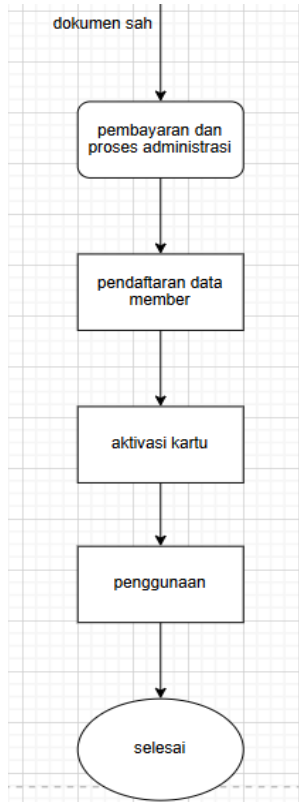 dokumen sah
pembayaran dan
proses administrasi
pendaftaran data
member
aktivasi kartu
penggunaan
selesai